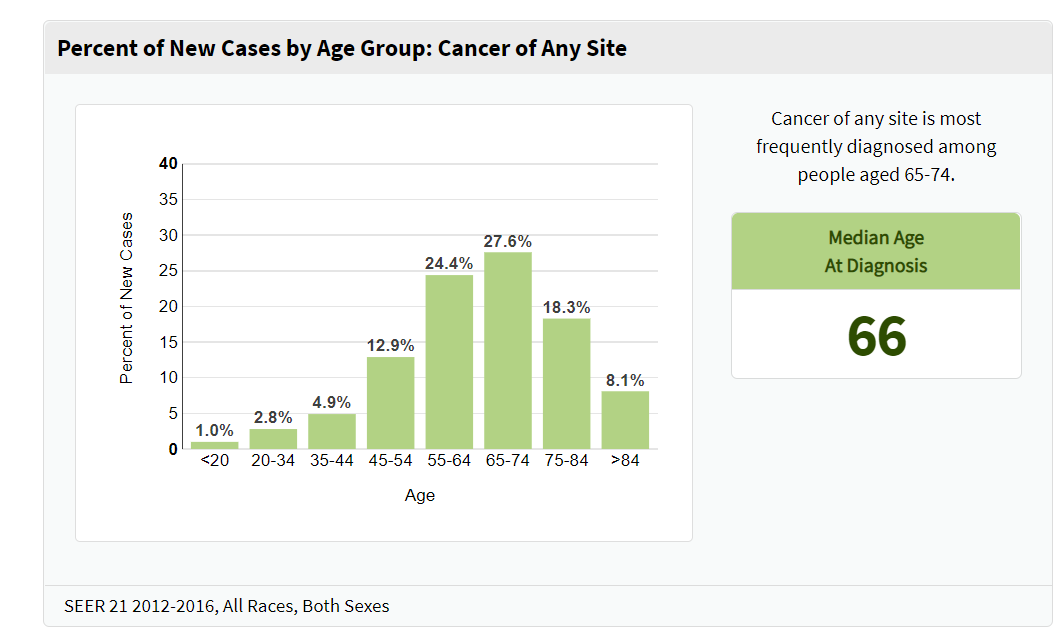 Percent of New Cases by Age Group: Cancer of Any Site
Percent of New Cases
40
35
30
25
20
15
10
5
0
1.0%
2.8%
4.9%
12.9%
24.4%
27.6%
18.3%
8.1%
<20 20-34 35-44 45-54 55-64 65-74 75-84 >84
Age
Cancer of any site is most
frequently diagnosed among
people aged 65-74.
Median Age
At Diagnosis
66
SEER 21 2012-2016, All Races, Both Sexes